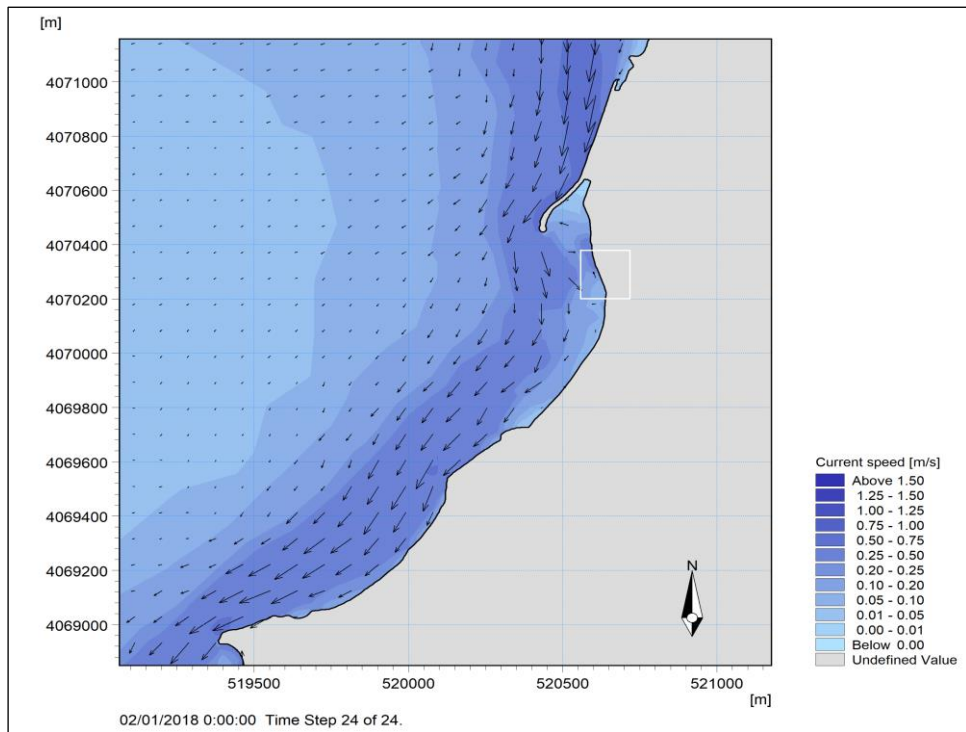 [m]
4071000
4070800
4070600
4070400
4070200
4070000
4069800
4069600
4069400
4069200
4069000
519500 520000 520500 521000
[m]
02/01/2018 0:00:00 Time Step 24 of 24.
N
Current speed [m/s]
Above 1.50
1.25 - 1.50
1.00 - 1.25
0.75 - 1.00
0.50 - 0.75
0.25 - 0.50
0.20 - 0.25
0.10 - 0.20
0.05 - 0.10
0.01 - 0.05
0.00 - 0.01
Below 0.00
Undefined Value